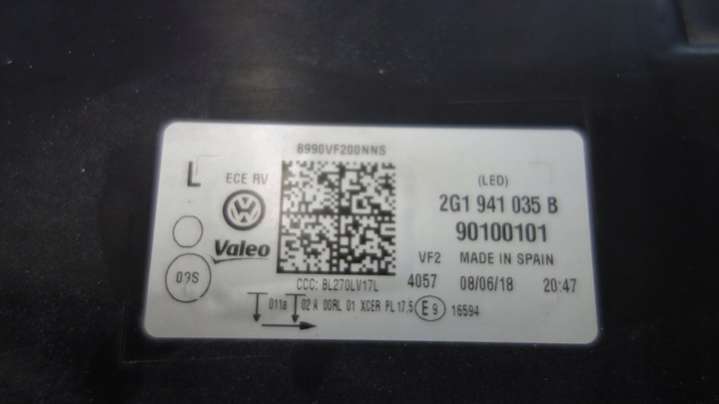 8990VF200NNS
L
ECE RV
(LED)
2G1 941 035 B
Valeo
90100101
VF2 MADE IN SPAIN
09S
CCC: 8L270LV17L
4057 08/06/18 20:47
011a 02 A 00RL 01 XCER PL 17,5 E9 16594